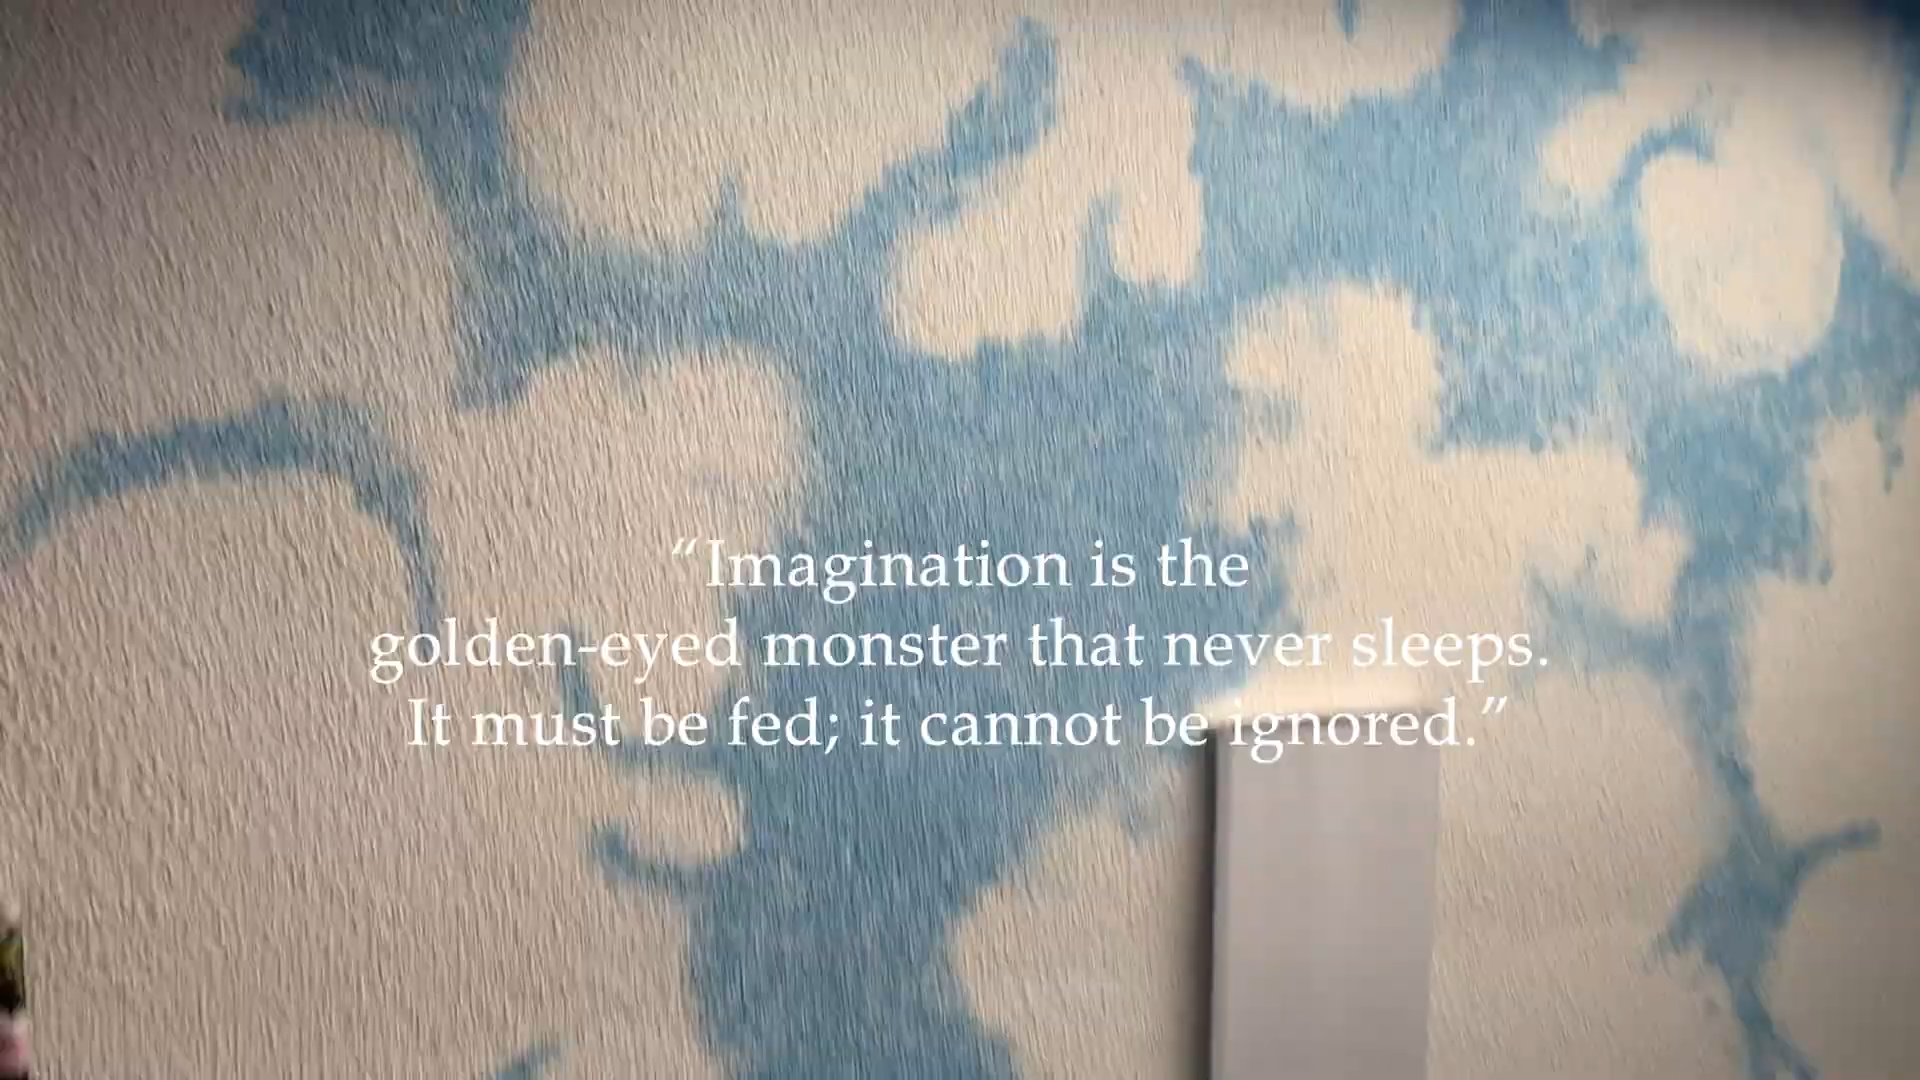 “Imagination is the
golden-eyed monster that never sleeps.
It must be fed; it cannot be ignored.”